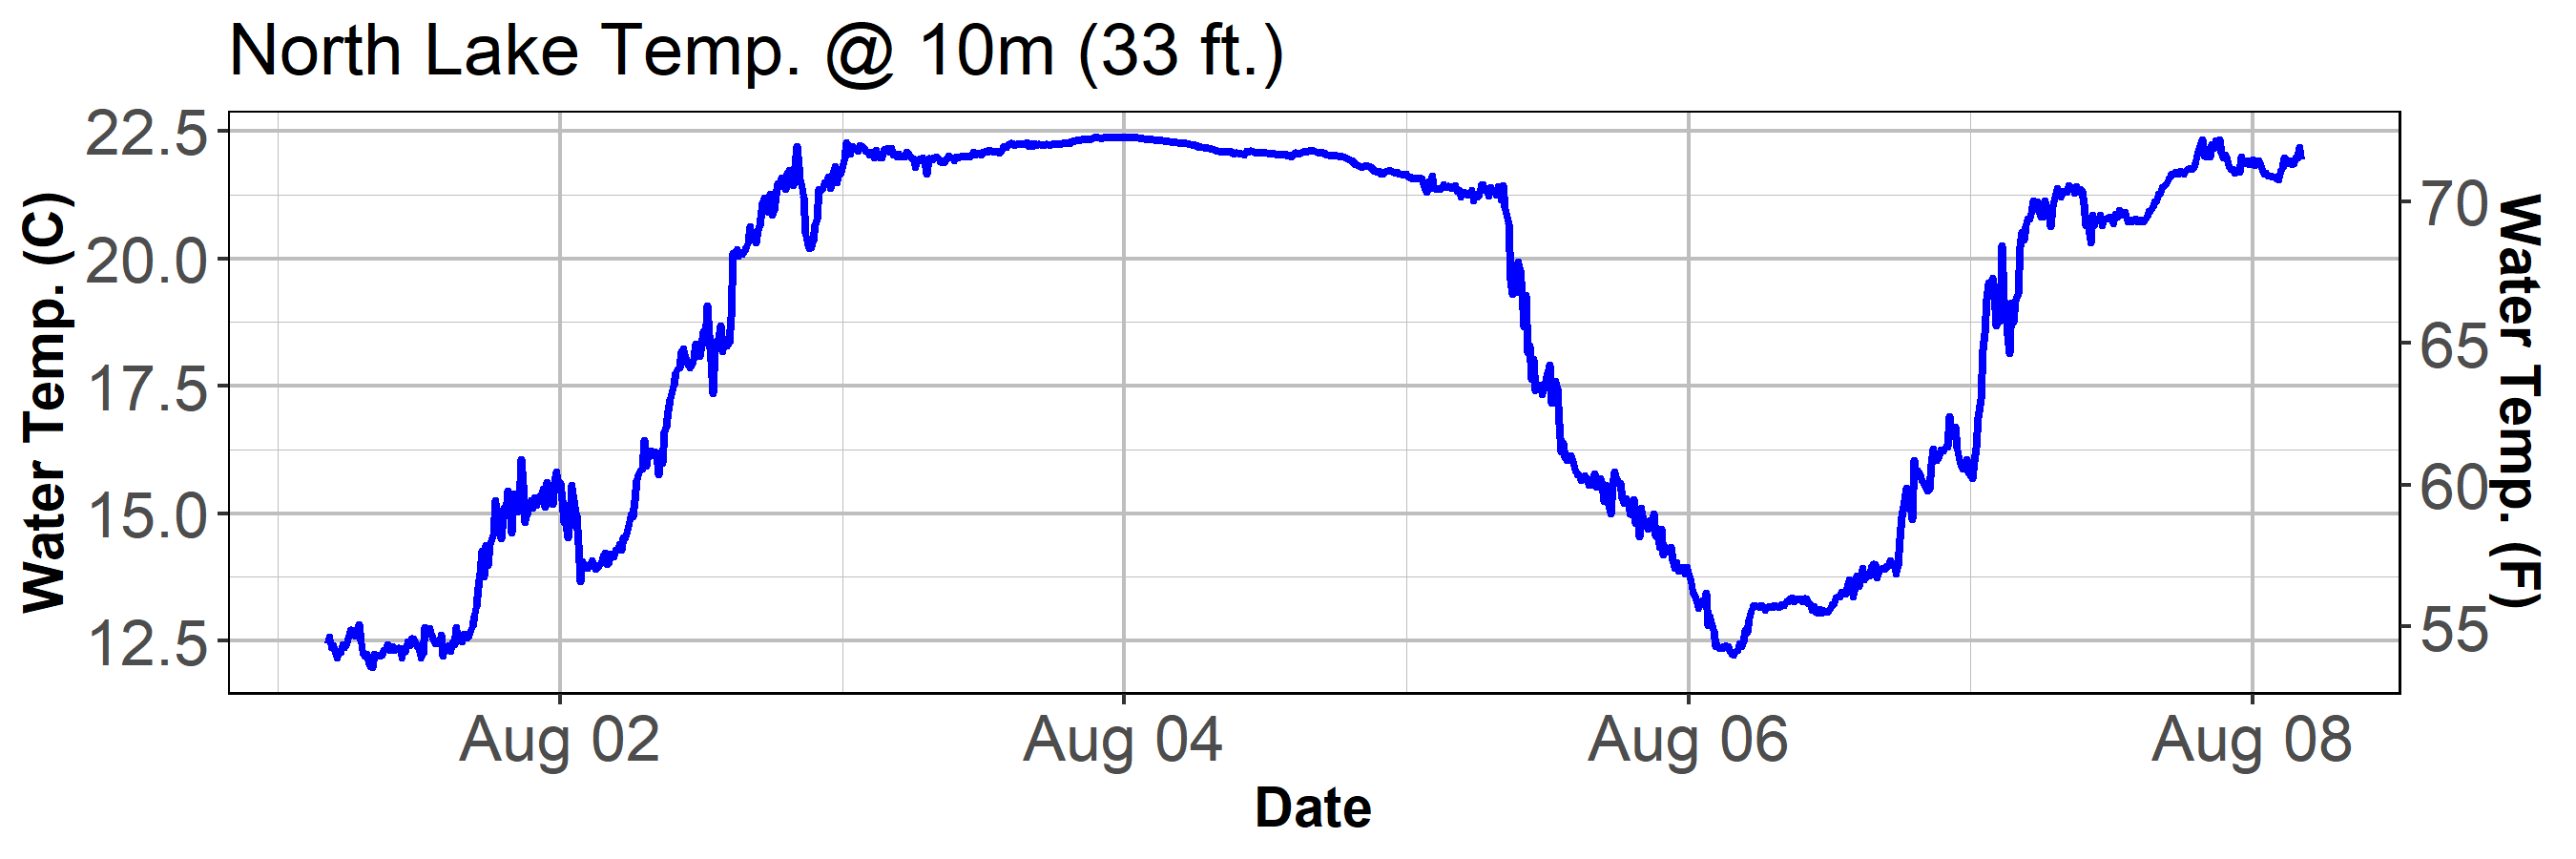 North Lake Temp. @ 10m (33 ft.)
Water Temp. (C)
22.5
20.0
17.5
15.0
12.5
70
65
60
55
Water Temp. (F)
Aug 02 Aug 04 Aug 06 Aug 08
Date